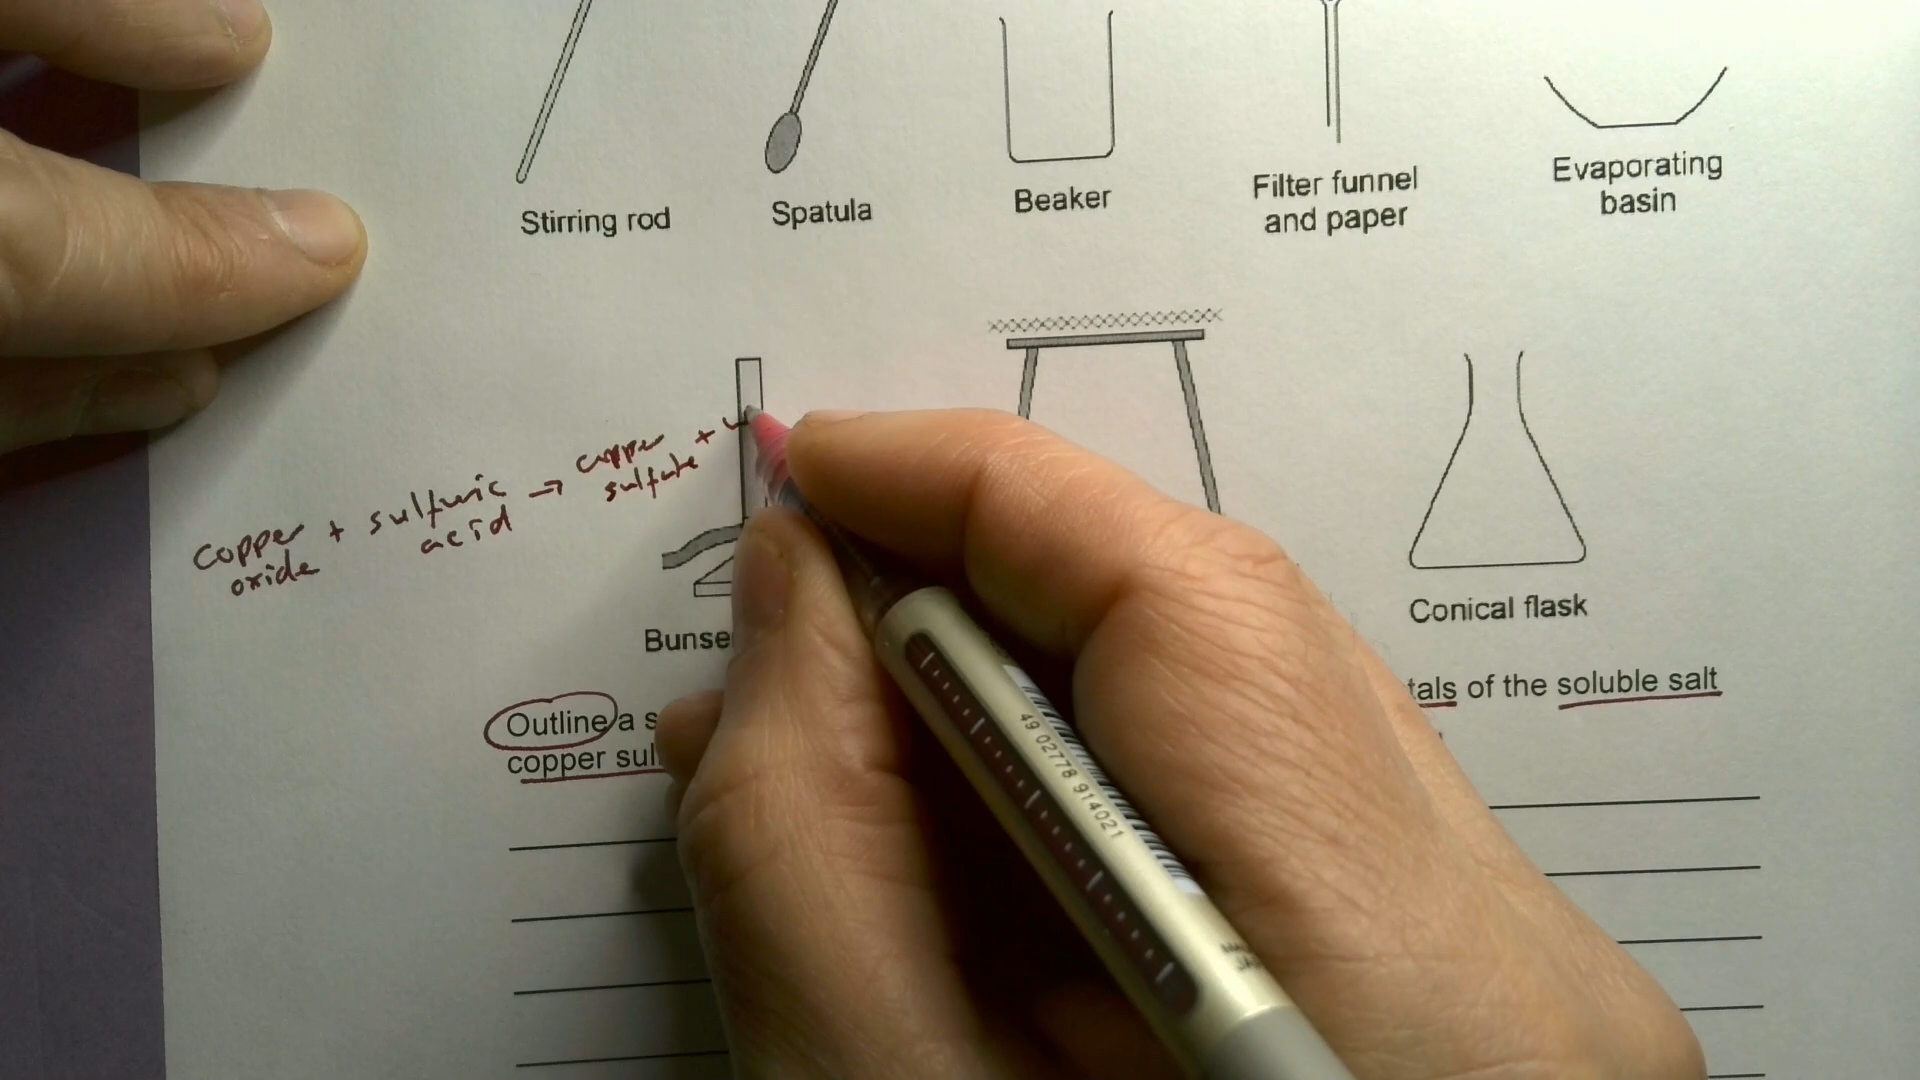 Stirring rod
Spatula
Beaker
Filter funnel
and paper
Evaporating
basin
copper + sulfuric → copper +
oxide acid sulfate
Conical flask
Outline a s
tals of the soluble salt
copper sul
Bunse
49 02778 914021